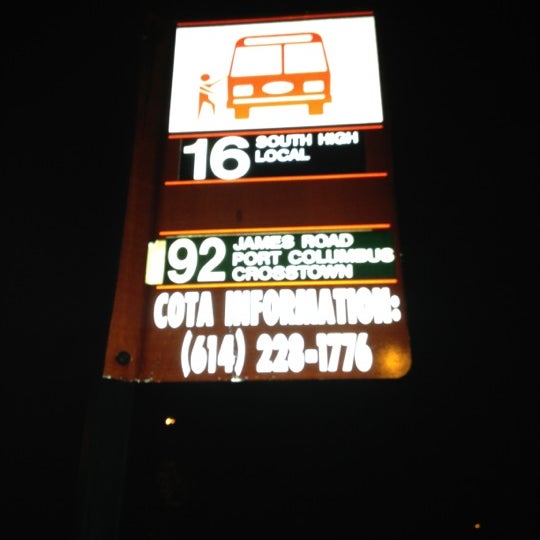 16 SOUTH HIGH
LOCAL
92 JAMES ROAD
PORT COLUMBUS
CROSSTOWN
COTA INFORMATION:
(614) 228-1776